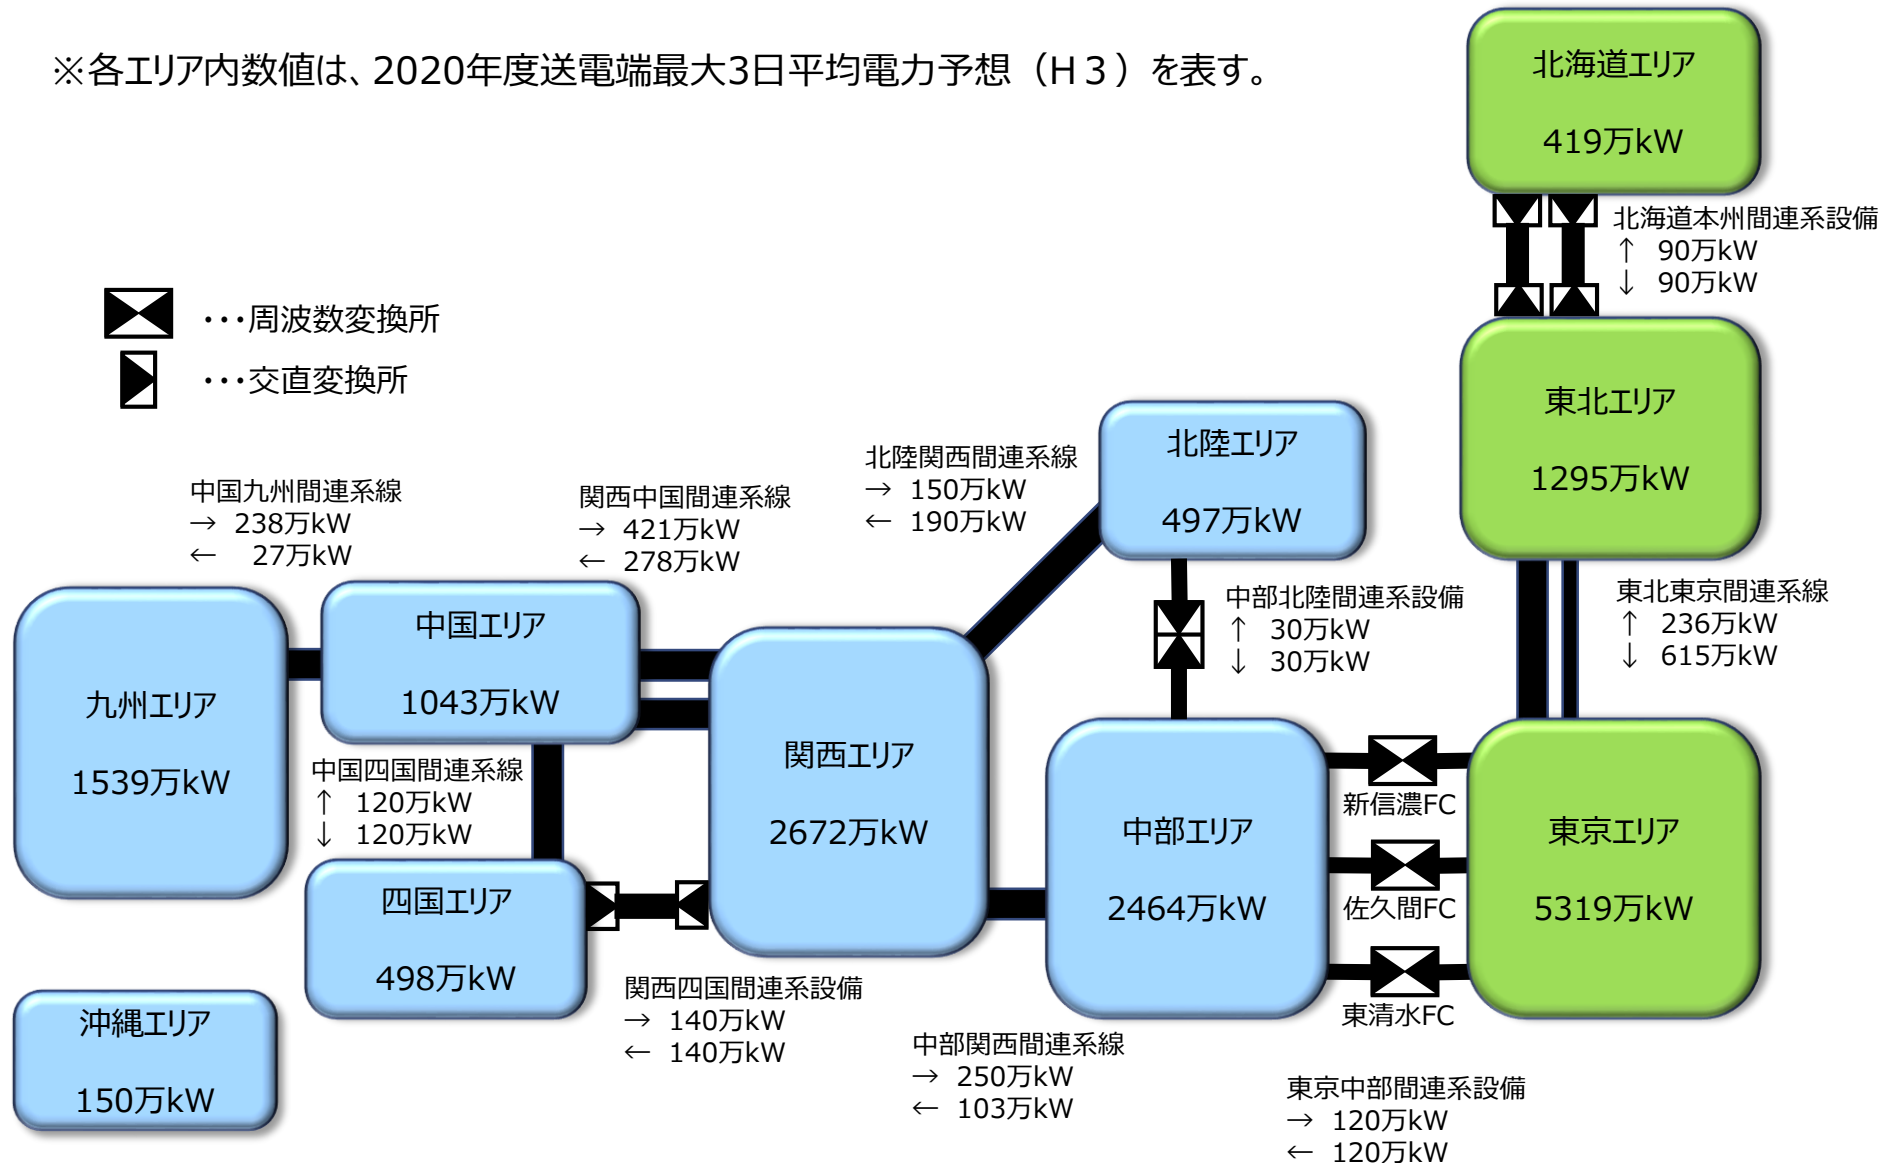 ※各エリア内数値は、2020年度送電端最大3日平均電力予想（H３）を表す。
北海道エリア
419万kW
北海道本州間連系設備
↑ 90万kW
↓ 90万kW
・・・周波数変換所
・・・交直変換所
東北エリア
1295万kW
北陸エリア
497万kW
北陸関西間連系線
→ 150万kW
← 190万kW
中国九州間連系線
→ 238万kW
← 27万kW
関西中国間連系線
→ 421万kW
← 278万kW
中部北陸間連系設備
↑ 30万kW
↓ 30万kW
東北東京間連系線
↑ 236万kW
↓ 615万kW
九州エリア
1539万kW
中国エリア
1043万kW
中国四国間連系線
↑ 120万kW
↓ 120万kW
関西エリア
2672万kW
中部エリア
2464万kW
新信濃FC
佐久間FC
東清水FC
東京エリア
5319万kW
四国エリア
498万kW
関西四国間連系設備
→ 140万kW
← 140万kW
沖縄エリア
150万kW
中部関西間連系線
→ 250万kW
← 103万kW
東京中部間連系設備
→ 120万kW
← 120万kW